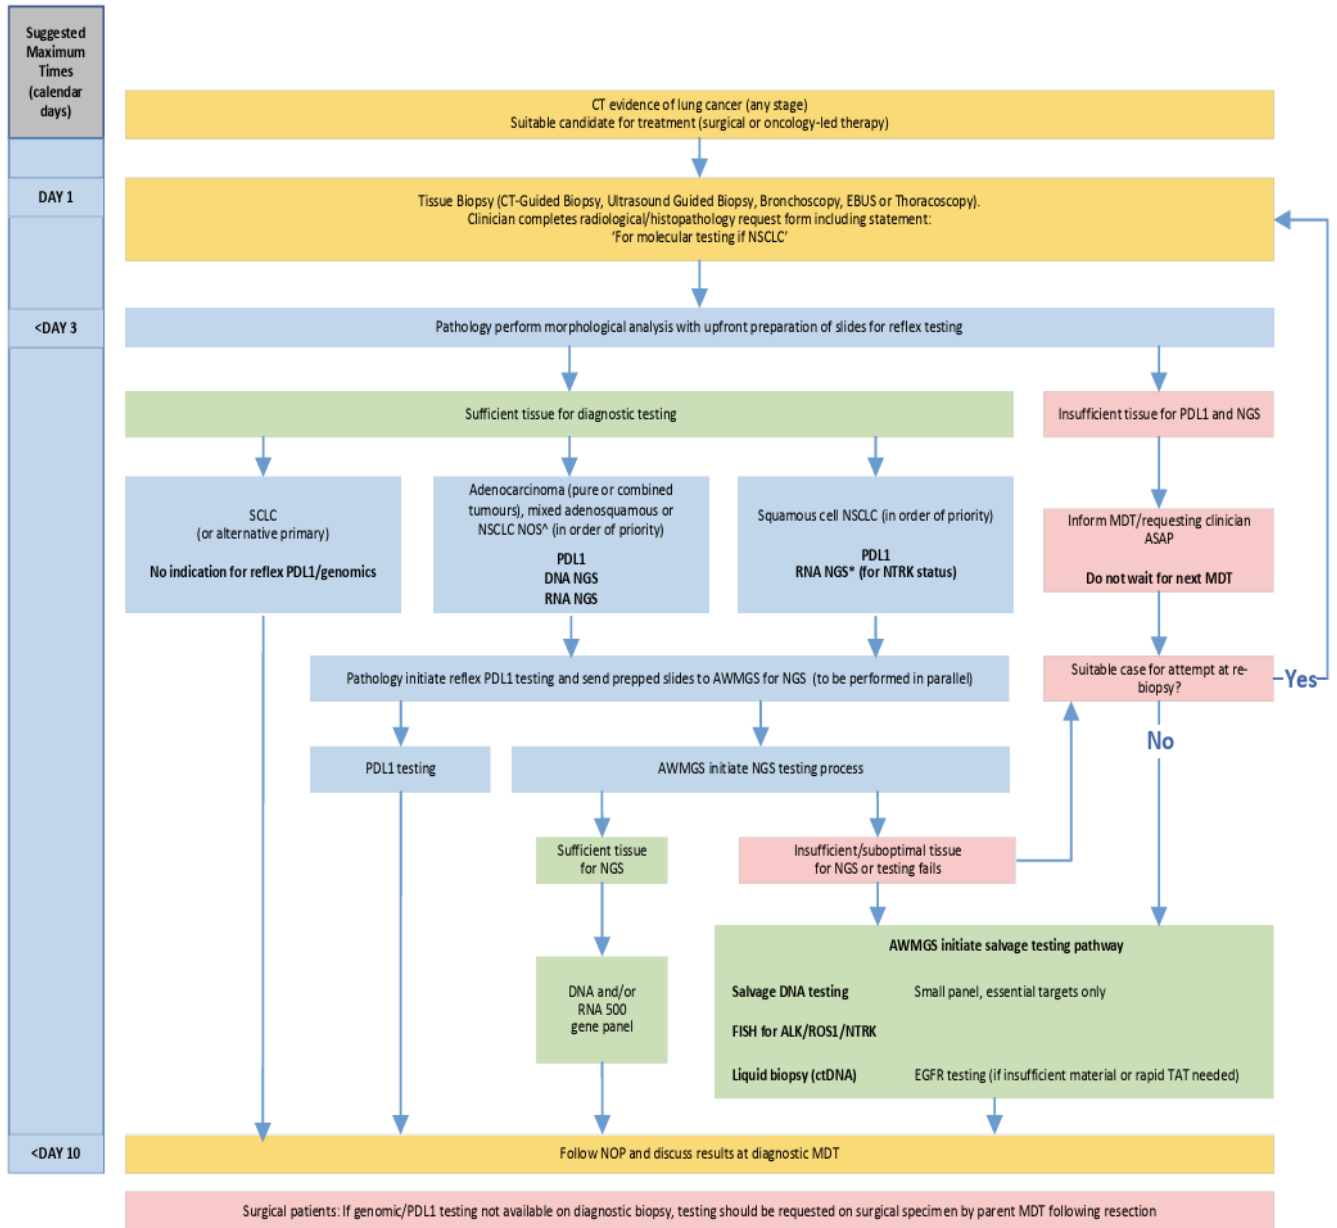 Suggested
Maximum
Times
(calendar
days)
CT evidence of lung cancer (any stage)
Suitable candidate for treatment (surgical or oncology-led therapy)
DAY 1
Tissue Biopsy (CT-Guided Biopsy, Ultrasound Guided Biopsy, Bronchoscopy, EBUS or Thoracoscopy).
Clinician completes radiological/histopathology request form including statement:
‘For molecular testing if NSCLC’
<DAY 3
Pathology perform morphological analysis with upfront preparation of slides for reflex testing
Sufficient tissue for diagnostic testing
Insufficient tissue for PDL1 and NGS
SCLC
(or alternative primary)
No indication for reflex PDL1/genomics
Adenocarcinoma (pure or combined
tumours), mixed adenosquamous or
NSCLC NOS^ (in order of priority)
PDL1
DNA NGS
RNA NGS
Squamous cell NSCLC (in order of priority)
PDL1
RNA NGS* (for NTRK status)
Inform MDT/requesting clinician
ASAP
Do not wait for next MDT
Pathology initiate reflex PDL1 testing and send prepped slides to AWMGS for NGS (to be performed in parallel)
Suitable case for attempt at re-
biopsy?
Yes
No
PDL1 testing
AWMGS initiate NGS testing process
Sufficient tissue
for NGS
Insufficient/suboptimal tissue
for NGS or testing fails
DNA and/or
RNA 500
gene panel
AWMGS initiate salvage testing pathway
Salvage DNA testing Small panel, essential targets only
FISH for ALK/ROS1/NTRK
Liquid biopsy (ctDNA) EGFR testing (if insufficient material or rapid TAT needed)
<DAY 10
Follow NOP and discuss results at diagnostic MDT
Surgical patients: If genomic/PDL1 testing not available on diagnostic biopsy, testing should be requested on surgical specimen by parent MDT following resection